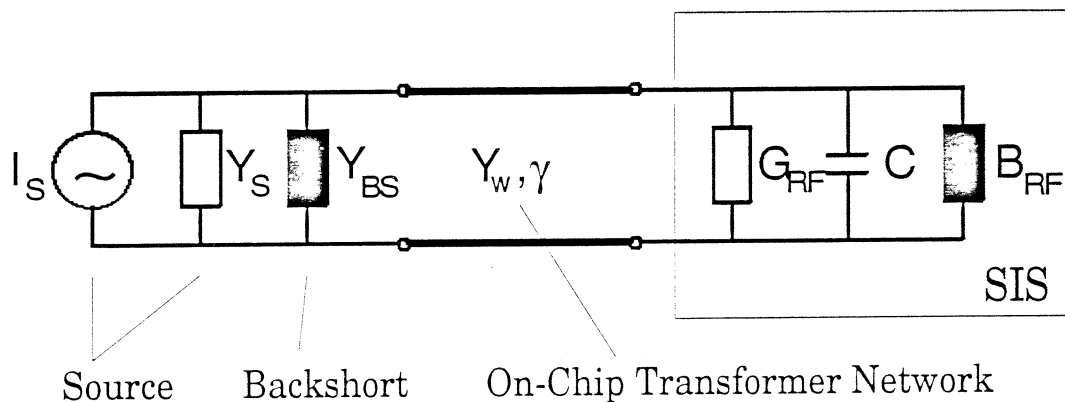 I_S ~ Y_S Y_BS Y_w, γ G_RF C B_RF
SIS
Source Backshort On-Chip Transformer Network